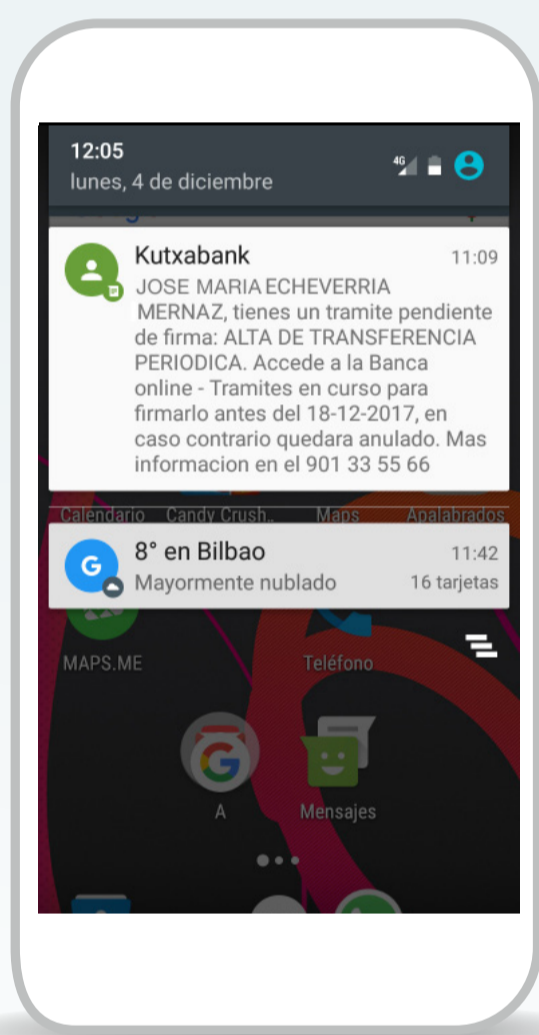 12:05
lunes, 4 de diciembre
4G
Kutxabank
11:09
JOSE MARIA ECHEVERRIA
MERNAZ, tienes un tramite pendiente
de firma: ALTA DE TRANSFERENCIA
PERIODICA. Accede a la Banca
online - Tramites en curso para
firmarlo antes del 18-12-2017, en
caso contrario quedara anulado. Mas
informacion en el 901 33 55 66
Calendario Candy Crush.. Maps Apalabrados
G
8° en Bilbao
11:42
Mayormente nublado
16 tarjetas
MAPS.ME Teléfono
G
A Mensajes